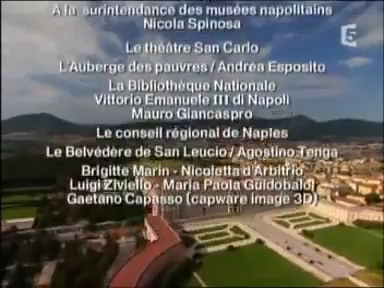 A la surintendance des musées napolitains
Nicola Spinosa
5
Le théâtre San Carlo
L'Auberge des pauvres / Andréa Esposito
La Bibliothèque Nationale
Vittorio Emanuele III di Napoli
Mauro Giancaspro
Le conseil régional de Naples
Le Belvédère de San Leucio / Agostino Tenga
Brigitte Marin - Nicoletta d'Arbitrio
Luigi Ziviello - Maria Paola Guidobaldi
Gaetano Capasso (capware image 3D)